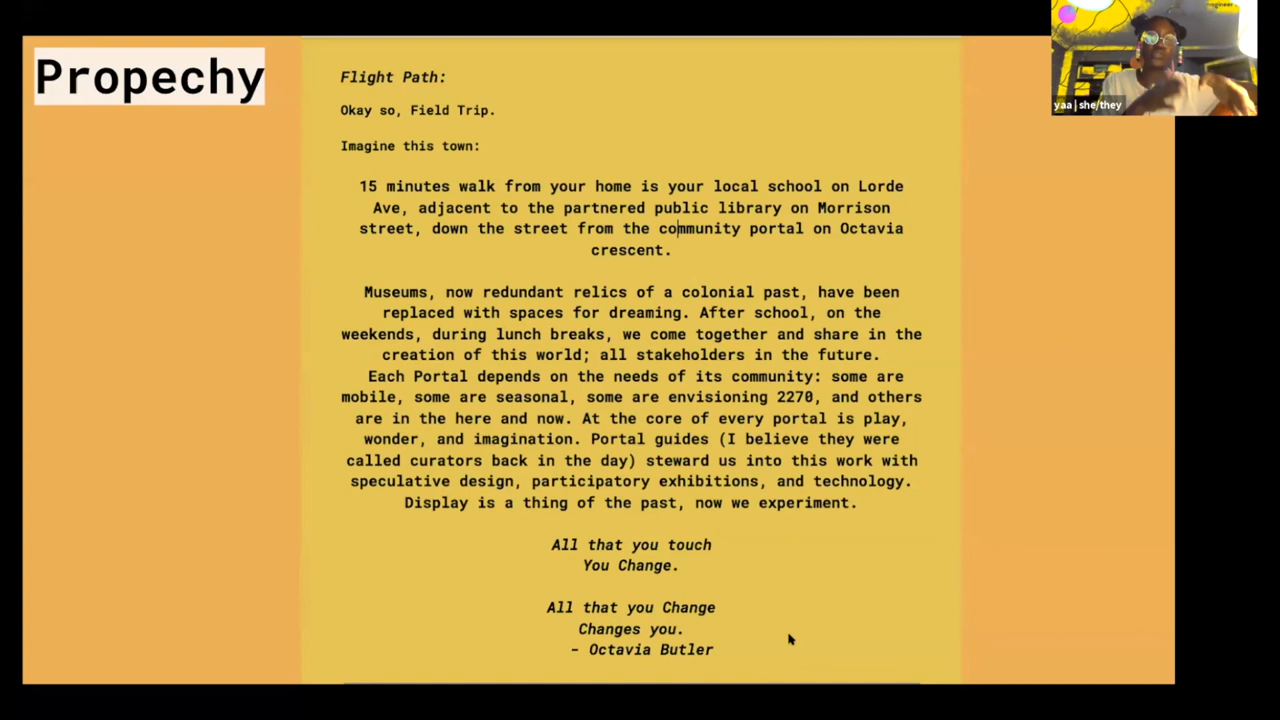 Propechy
Flight Path:
Okay so, Field Trip.
Imagine this town:
15 minutes walk from your home is your local school on Lorde
Ave, adjacent to the partnered public library on Morrison
street, down the street from the community portal on Octavia
crescent.
Museums, now redundant relics of a colonial past, have been
replaced with spaces for dreaming. After school, on the
weekends, during lunch breaks, we come together and share in the
creation of this world; all stakeholders in the future.
Each Portal depends on the needs of its community: some are
mobile, some are seasonal, some are envisioning 2270, and others
are in the here and now. At the core of every portal is play,
wonder, and imagination. Portal guides (I believe they were
called curators back in the day) steward us into this work with
speculative design, participatory exhibitions, and technology.
Display is a thing of the past, now we experiment.
All that you touch
You Change.
All that you Change
Changes you.
- Octavia Butler
yaa | she/they